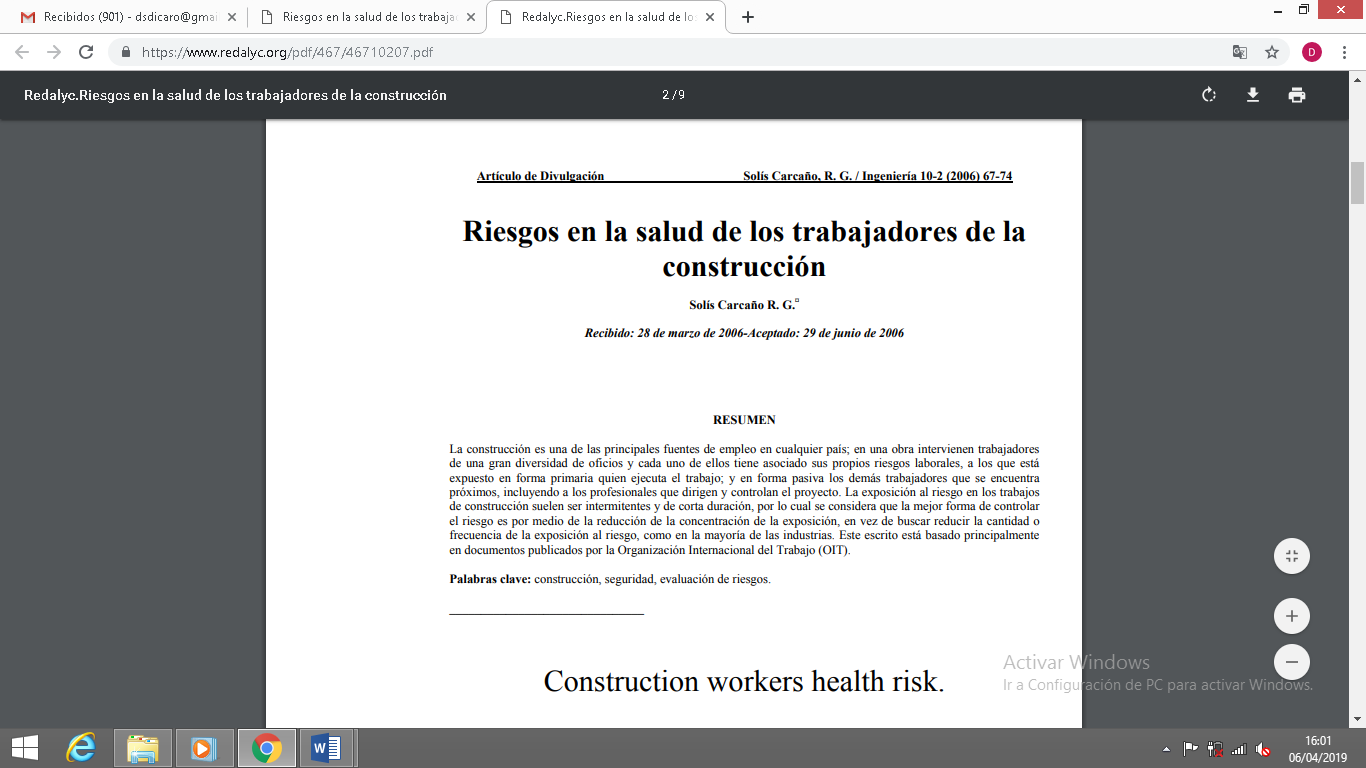 Recibidos (901) - dsdicaro@gmai
Riesgos en la salud de los trabaja
Redalyc.Riesgos en la salud de lo
https://www.redalyc.org/pdf/467/46710207.pdf
D
Redalyc.Riesgos en la salud de los trabajadores de la construcción
2 / 9
Artículo de Divulgación Solís Carcaño, R. G. / Ingeniería 10-2 (2006) 67-74
Riesgos en la salud de los trabajadores de la
construcción
Solís Carcaño R. G.
Recibido: 28 de marzo de 2006-Aceptado: 29 de junio de 2006
RESUMEN
La construcción es una de las principales fuentes de empleo en cualquier país; en una obra intervienen trabajadores
de una gran diversidad de oficios y cada uno de ellos tiene asociado sus propios riesgos laborales, a los que está
expuesto en forma primaria quien ejecuta el trabajo; y en forma pasiva los demás trabajadores que se encuentra
próximos, incluyendo a los profesionales que dirigen y controlan el proyecto. La exposición al riesgo en los trabajos
de construcción suelen ser intermitentes y de corta duración, por lo cual se considera que la mejor forma de controlar
el riesgo es por medio de la reducción de la concentración de la exposición, en vez de buscar reducir la cantidad o
frecuencia de la exposición al riesgo, como en la mayoría de las industrias. Este escrito está basado principalmente
en documentos publicados por la Organización Internacional del Trabajo (OIT).
Palabras clave: construcción, seguridad, evaluación de riesgos.
Construction workers health risk.
Activar Windows
Ir a Configuración de PC para activar Windows.
16:01
06/04/2019